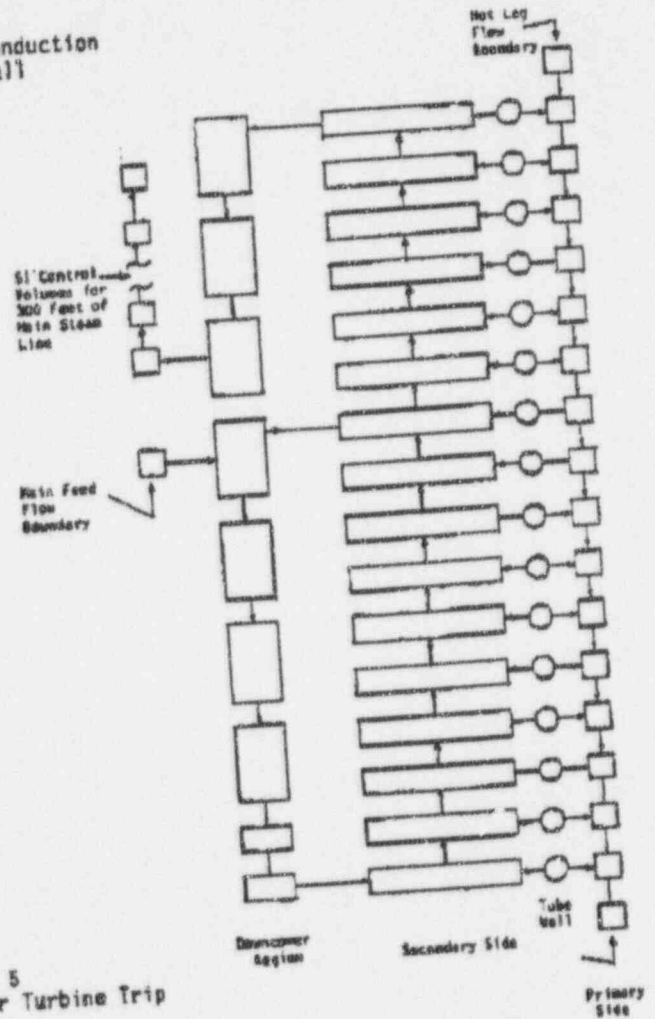 nduction
all
Hot Leg
Flow
Boundary
51 Control
Volumes for
300 Feet of
Main Steam
Line
Main Feed
Flow
Boundary
Tube
Wall
Downcomer
Region
Secondary Side
Primary
Side
5
r Turbine Trip